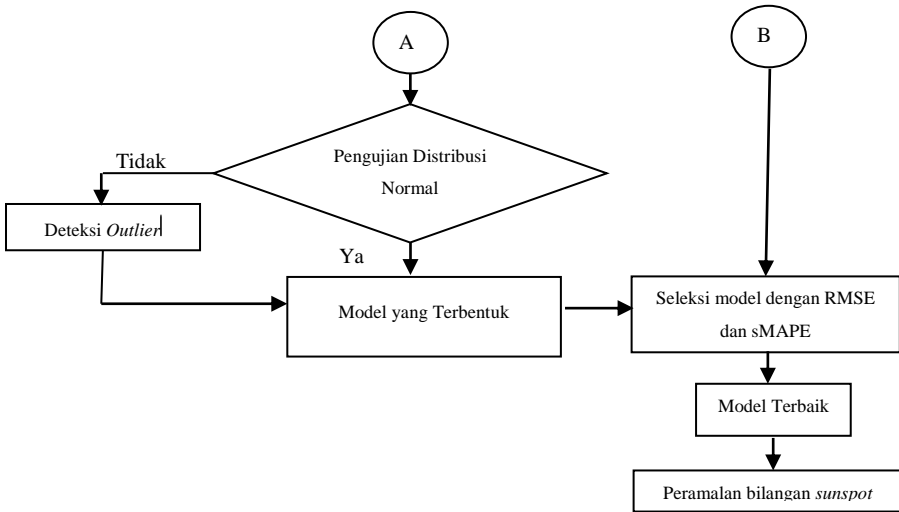 A
B
Pengujian Distribusi
Normal
Tidak
Deteksi Outlier
Ya
Model yang Terbentuk
Seleksi model dengan RMSE
dan sMAPE
Model Terbaik
Peramalan bilangan sunspot